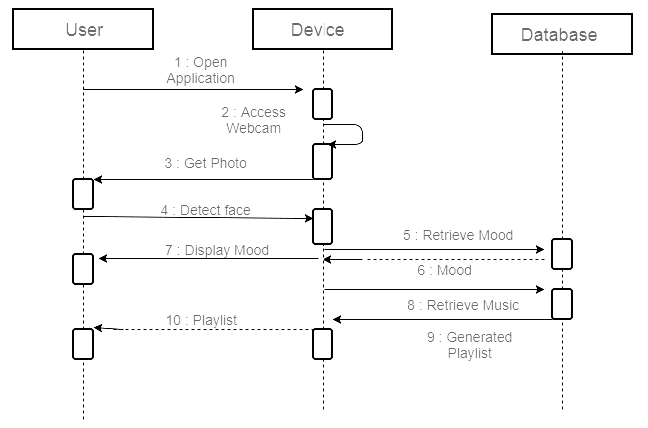 User
Device
Database
1 : Open
Application
2 : Access
Webcam
3 : Get Photo
4 : Detect face
5 : Retrieve Mood
7 : Display Mood
6 : Mood
8 : Retrieve Music
10 : Playlist
9 : Generated
Playlist